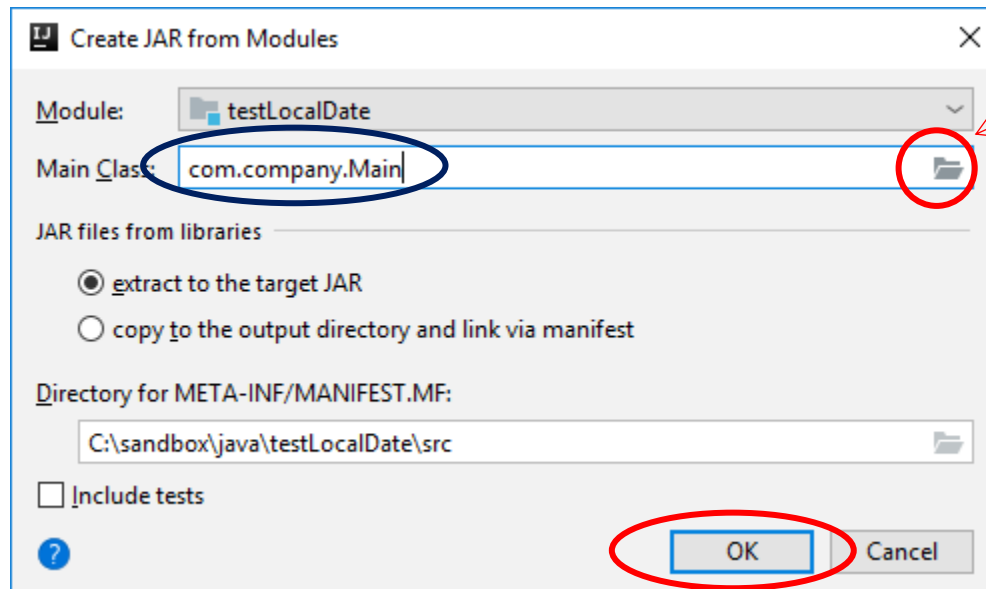 IJ Create JAR from Modules
Module: testLocalDate
Main Class: com.company.Main
JAR files from libraries
extract to the target JAR
copy to the output directory and link via manifest
Directory for META-INF/MANIFEST.MF:
C:\sandbox\java\testLocalDate\src
Include tests
? OK Cancel